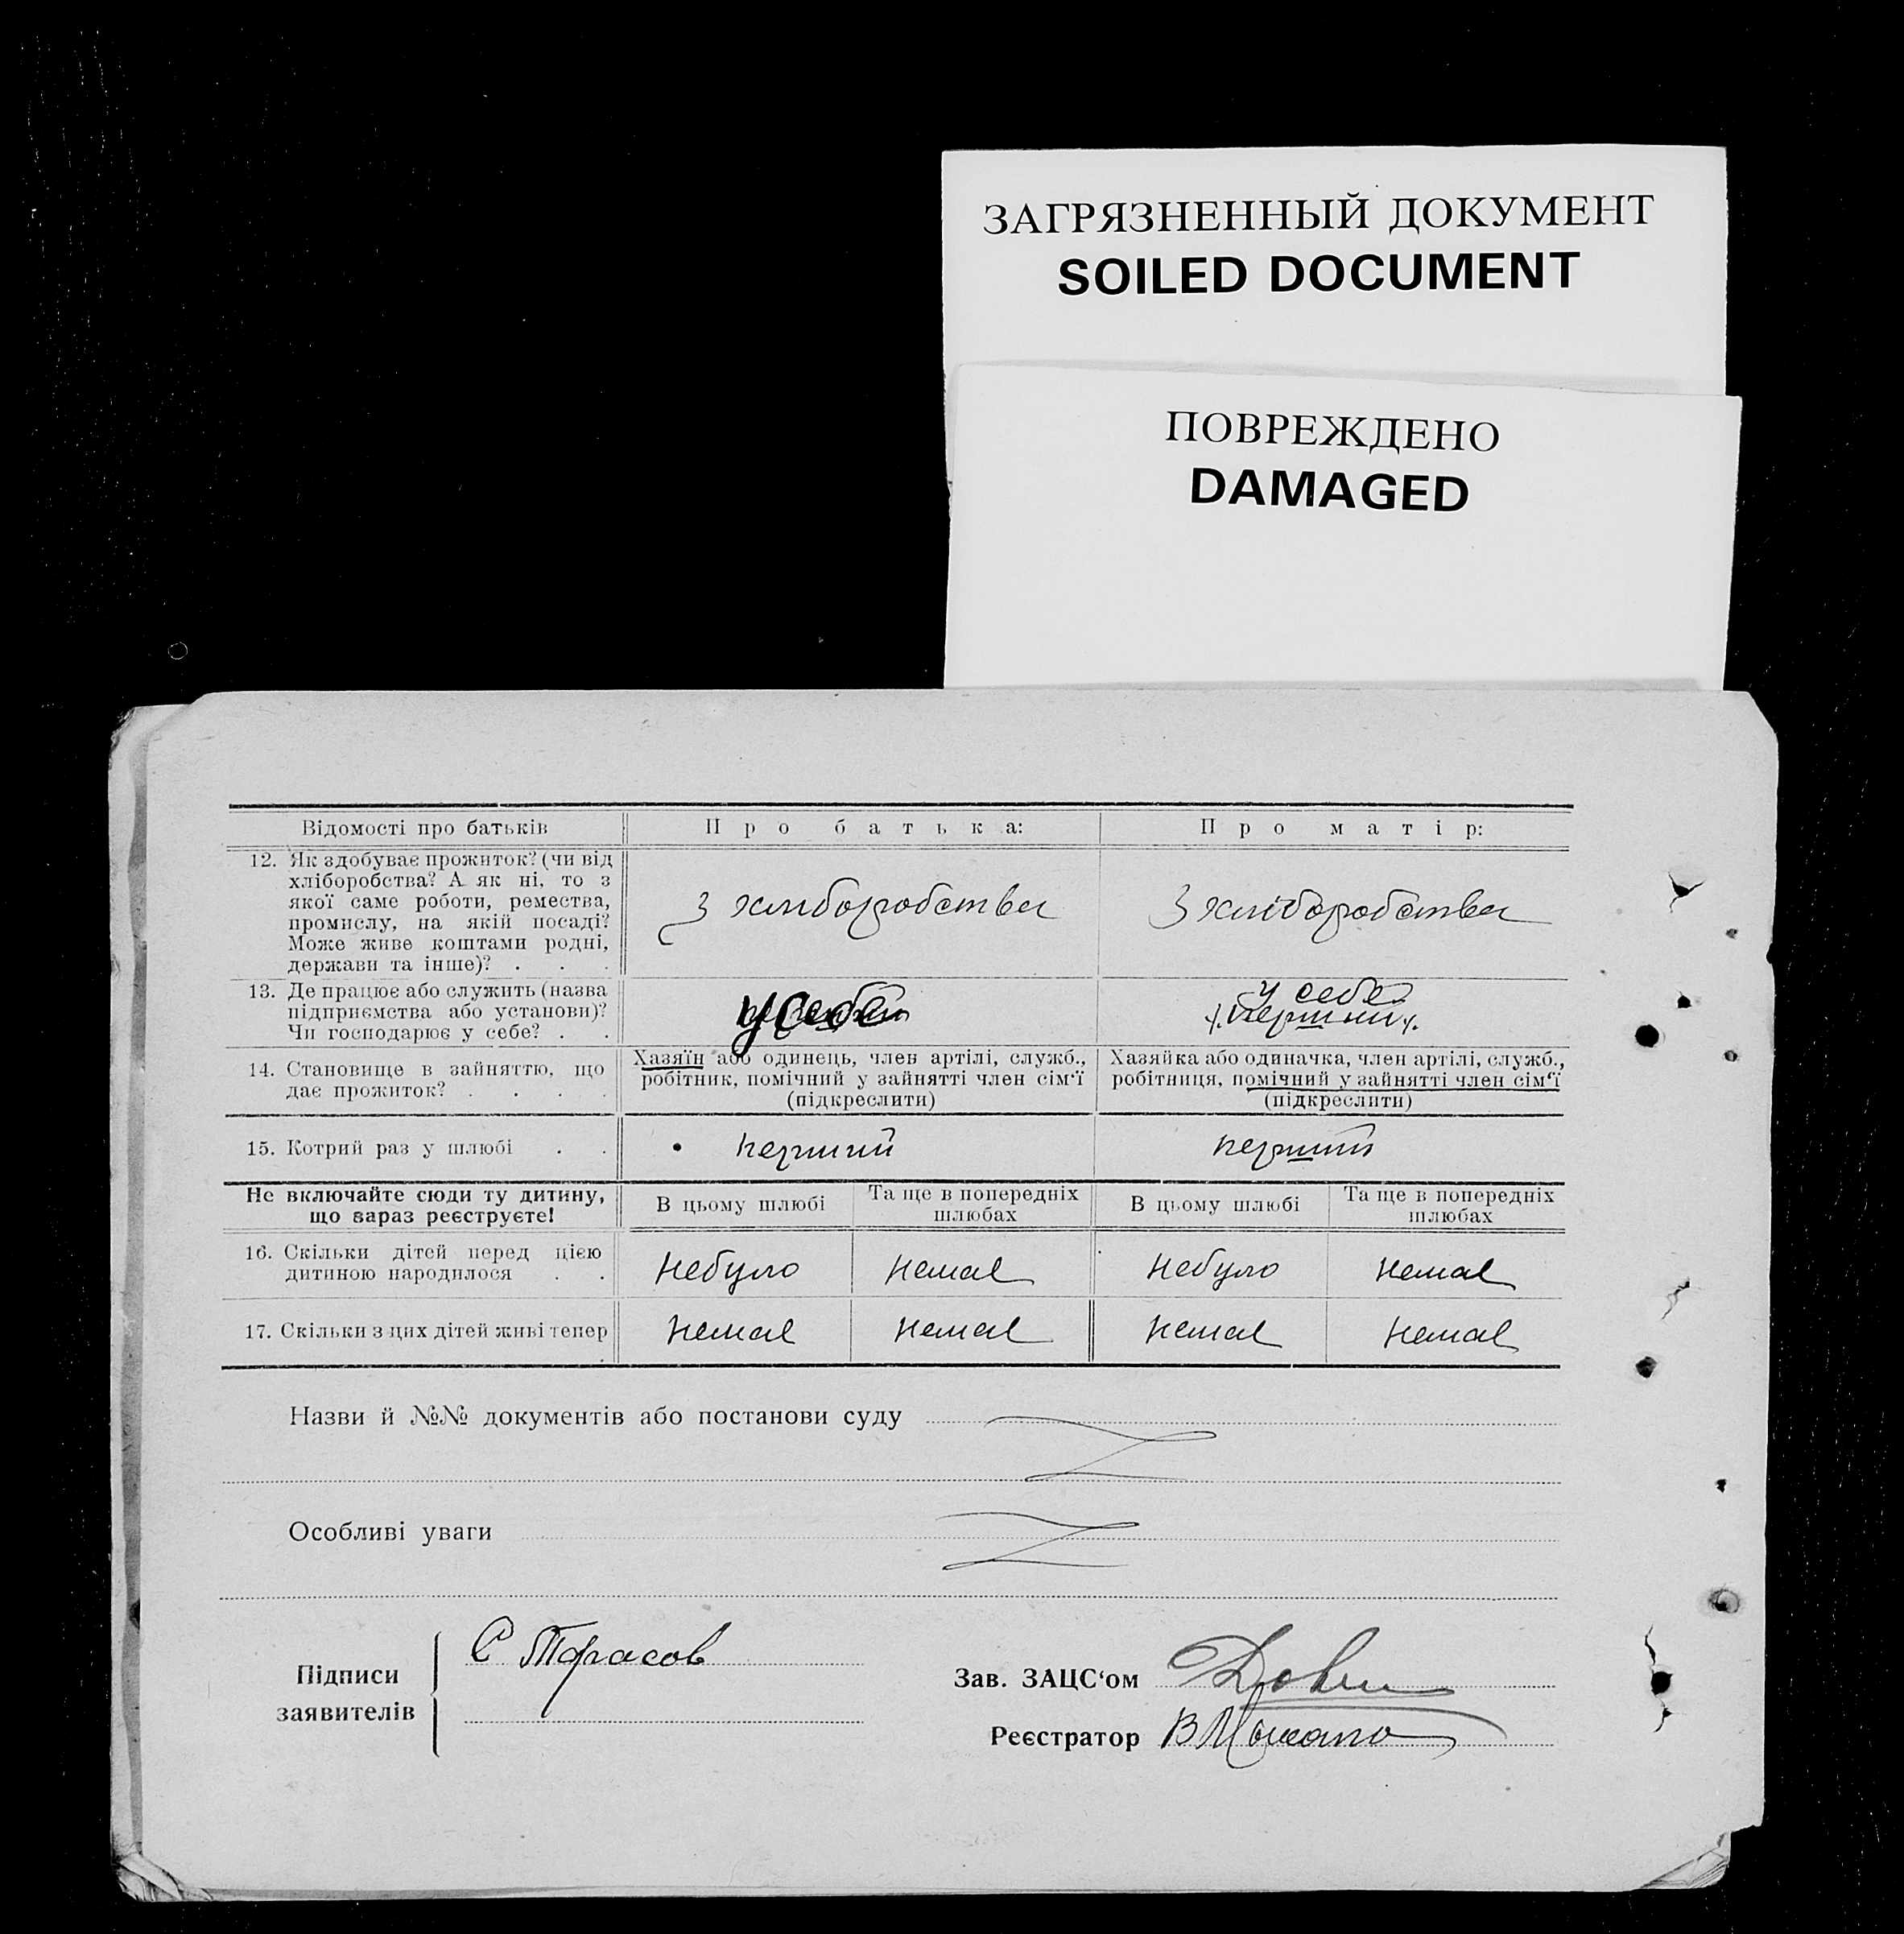 ЗАГРЯЗНЕННЫЙ ДОКУМЕНТ
SOILED DOCUMENT
ПОВРЕЖДЕНО
DAMAGED
Відомості про батьків
Про батька:
Про матір:
12. Як здобуває прожиток? (чи від
хліборобства? А як ні, то з
якої саме роботи, ремества,
промислу, на якій посаді?
Може живе коштами родні,
держави та інше)? . . .
З хліборобства
З хліборобства
13. Де працює або служить (назва
підприємства або установи)?
Чи господарює у себе? . .
у себе
у себе
перший
14. Становище в зайняттю, що
дає прожиток? . . . .
Хазяїн або одинець, член артілі, служб.,
робітник, помічний у зайнятті член сім‘ї
(підкреслити)
Хазяйка або одиначка, член артілі, служб.,
робітниця, помічний у зайнятті член сім‘ї
(підкреслити)
15. Котрий раз у шлюбі . .
перший
перший
Не включайте сюди ту дитину,
що зараз реєструєте!
В цьому шлюбі
Та ще в попередніх
шлюбах
В цьому шлюбі
Та ще в попередніх
шлюбах
16. Скільки дітей перед цією
дитиною народилося . .
Небуло
Немає
Небуло
Немає
17. Скільки з цих дітей живі тепер
Немає
Немає
Немає
Немає
Назви й №№ документів або постанови суду
Особливі уваги
Підписи
заявителів
С Тарасов
Зав. ЗАЦС‘ом
Реєстратор